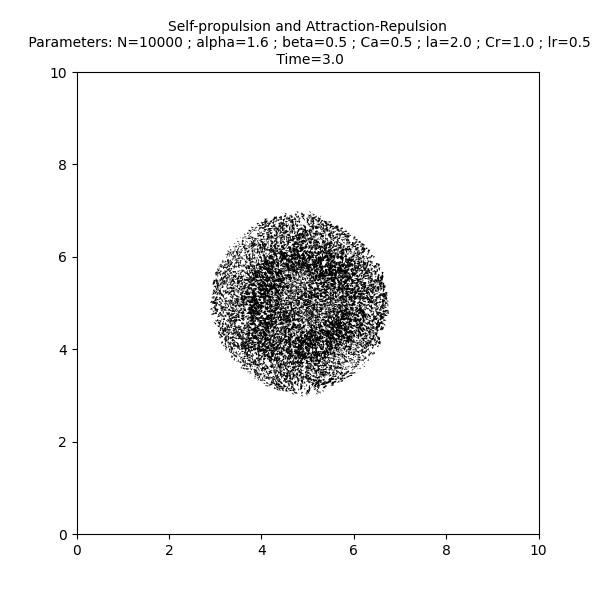 Self-propulsion and Attraction-Repulsion
Parameters: N=10000 ; alpha=1.6 ; beta=0.5 ; Ca=0.5 ; la=2.0 ; Cr=1.0 ; lr=0.5
Time=3.0
10
8
6
4
2
0
0 2 4 6 8 10